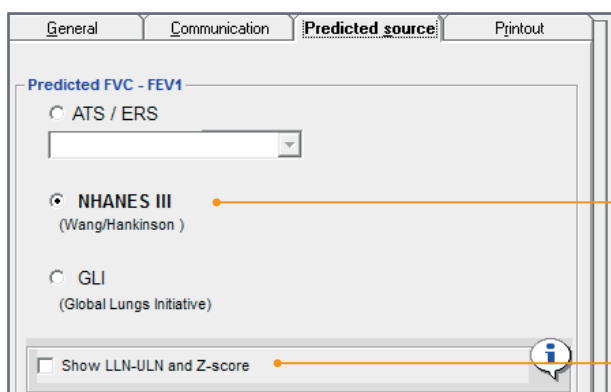 General Communication Predicted source Printout
Predicted FVC - FEV1
ATS / ERS
NHANES III
(Wang/Hankinson )
GLI
(Global Lungs Initiative)
Show LLN-ULN and Z-score
i